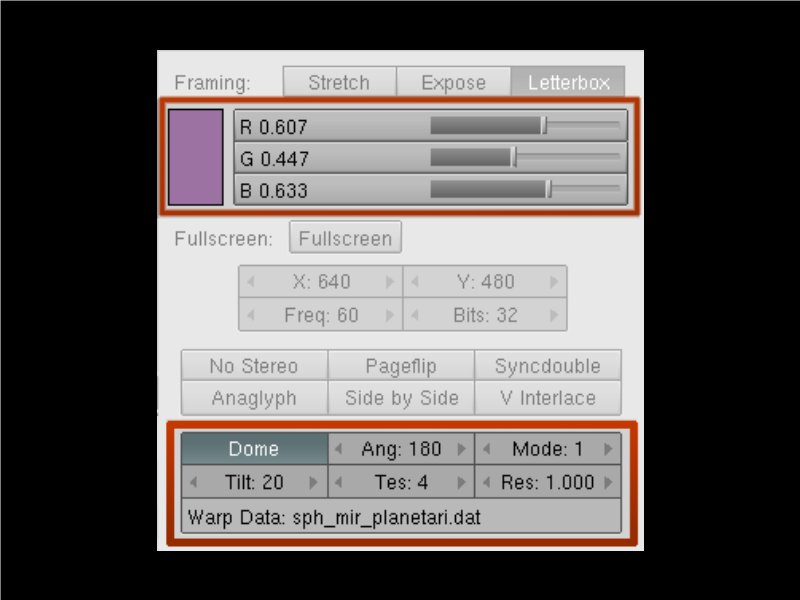 Framing: Stretch Expose Letterbox
R 0.607
G 0.447
B 0.633
Fullscreen: Fullscreen
X: 640 Y: 480
Freq: 60 Bits: 32
No Stereo Pageflip Syncdouble
Anaglyph Side by Side V Interlace
Dome Ang: 180 Mode: 1
Tilt: 20 Tes: 4 Res: 1.000
Warp Data: sph_mir_planetari.dat